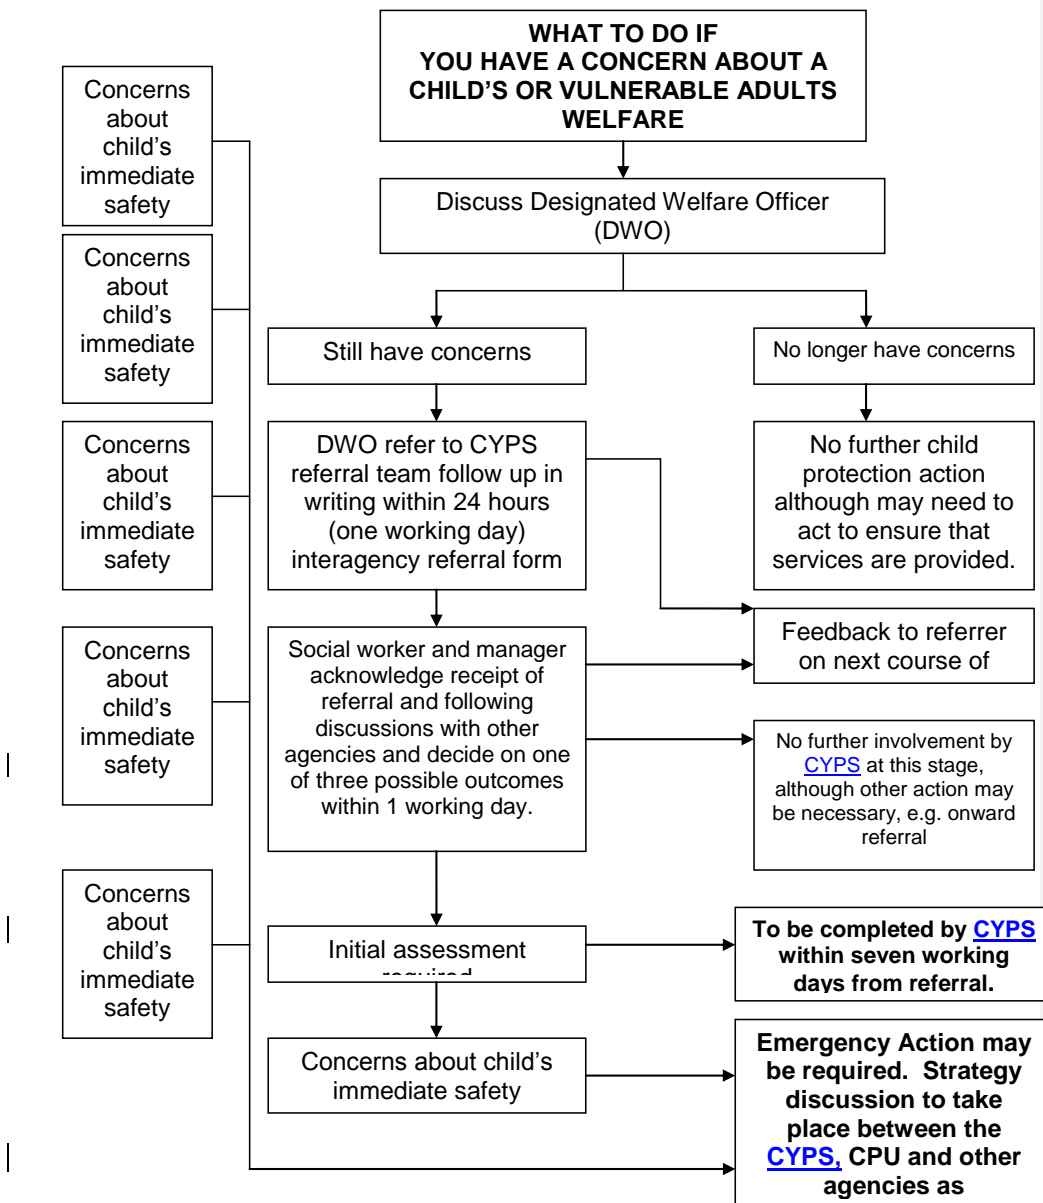 WHAT TO DO IF
YOU HAVE A CONCERN ABOUT A
CHILD'S OR VULNERABLE ADULTS
WELFARE
Concerns
about
child's
immediate
safety
Discuss Designated Welfare Officer
(DWO)
Concerns
about
child's
immediate
safety
Still have concerns
No longer have concerns
Concerns
about
child's
immediate
safety
DWO refer to CYPS
referral team follow up in
writing within 24 hours
(one working day)
interagency referral form
No further child
protection action
although may need to
act to ensure that
services are provided.
Concerns
about
child's
immediate
safety
Social worker and manager
acknowledge receipt of
referral and following
discussions with other
agencies and decide on one
of three possible outcomes
within 1 working day.
Feedback to referrer
on next course of
No further involvement by
CYPS at this stage,
although other action may
be necessary, e.g. onward
referral
Concerns
about
child's
immediate
safety
Initial assessment
required
To be completed by CYPS
within seven working
days from referral.
Concerns about child's
immediate safety
Emergency Action may
be required.  Strategy
discussion to take
place between the
CYPS, CPU and other
agencies as